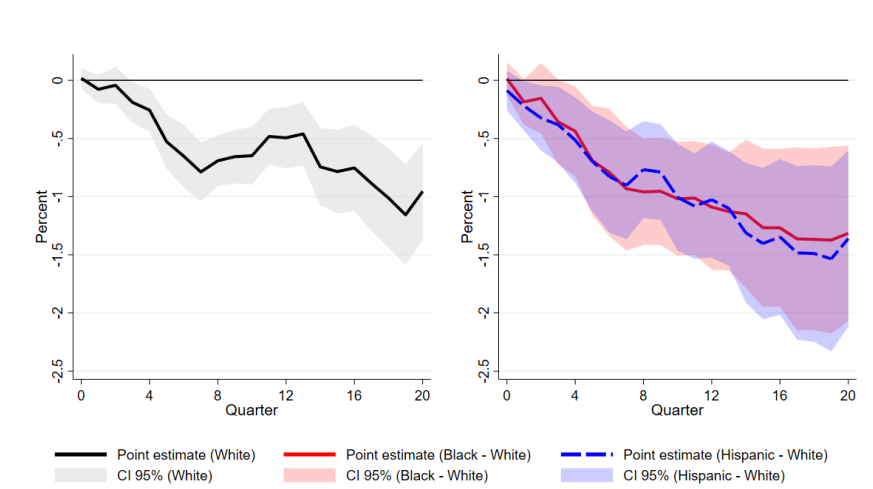 0
-.5
-1
-1.5
-2
-2.5
Percent
0 4 8 12 16 20
Quarter
0
-.5
-1
-1.5
-2
-2.5
Percent
0 4 8 12 16 20
Quarter
Point estimate (White) Point estimate (Black - White) Point estimate (Hispanic - White)
CI 95% (White) CI 95% (Black - White) CI 95% (Hispanic - White)